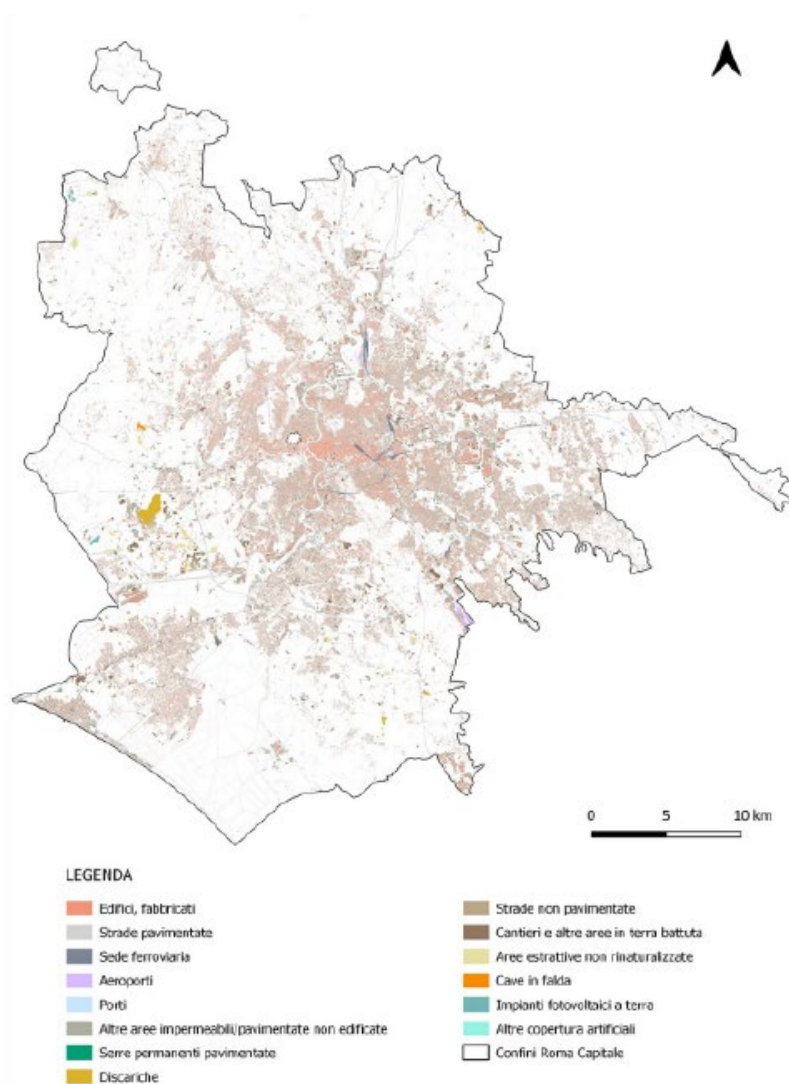 0 5 10 km
LEGENDA
Edifici, fabbricati
Strade pavimentate
Sede ferroviaria
Aeroporti
Porti
Altre aree impermeabili/pavimentate non edificate
Serre permanenti pavimentate
Discariche
Strade non pavimentate
Cantieri e altre aree in terra battuta
Aree estrattive non rinaturalizzate
Cave in falda
Impianti fotovoltaici a terra
Altre copertura artificiali
Confini Roma Capitale